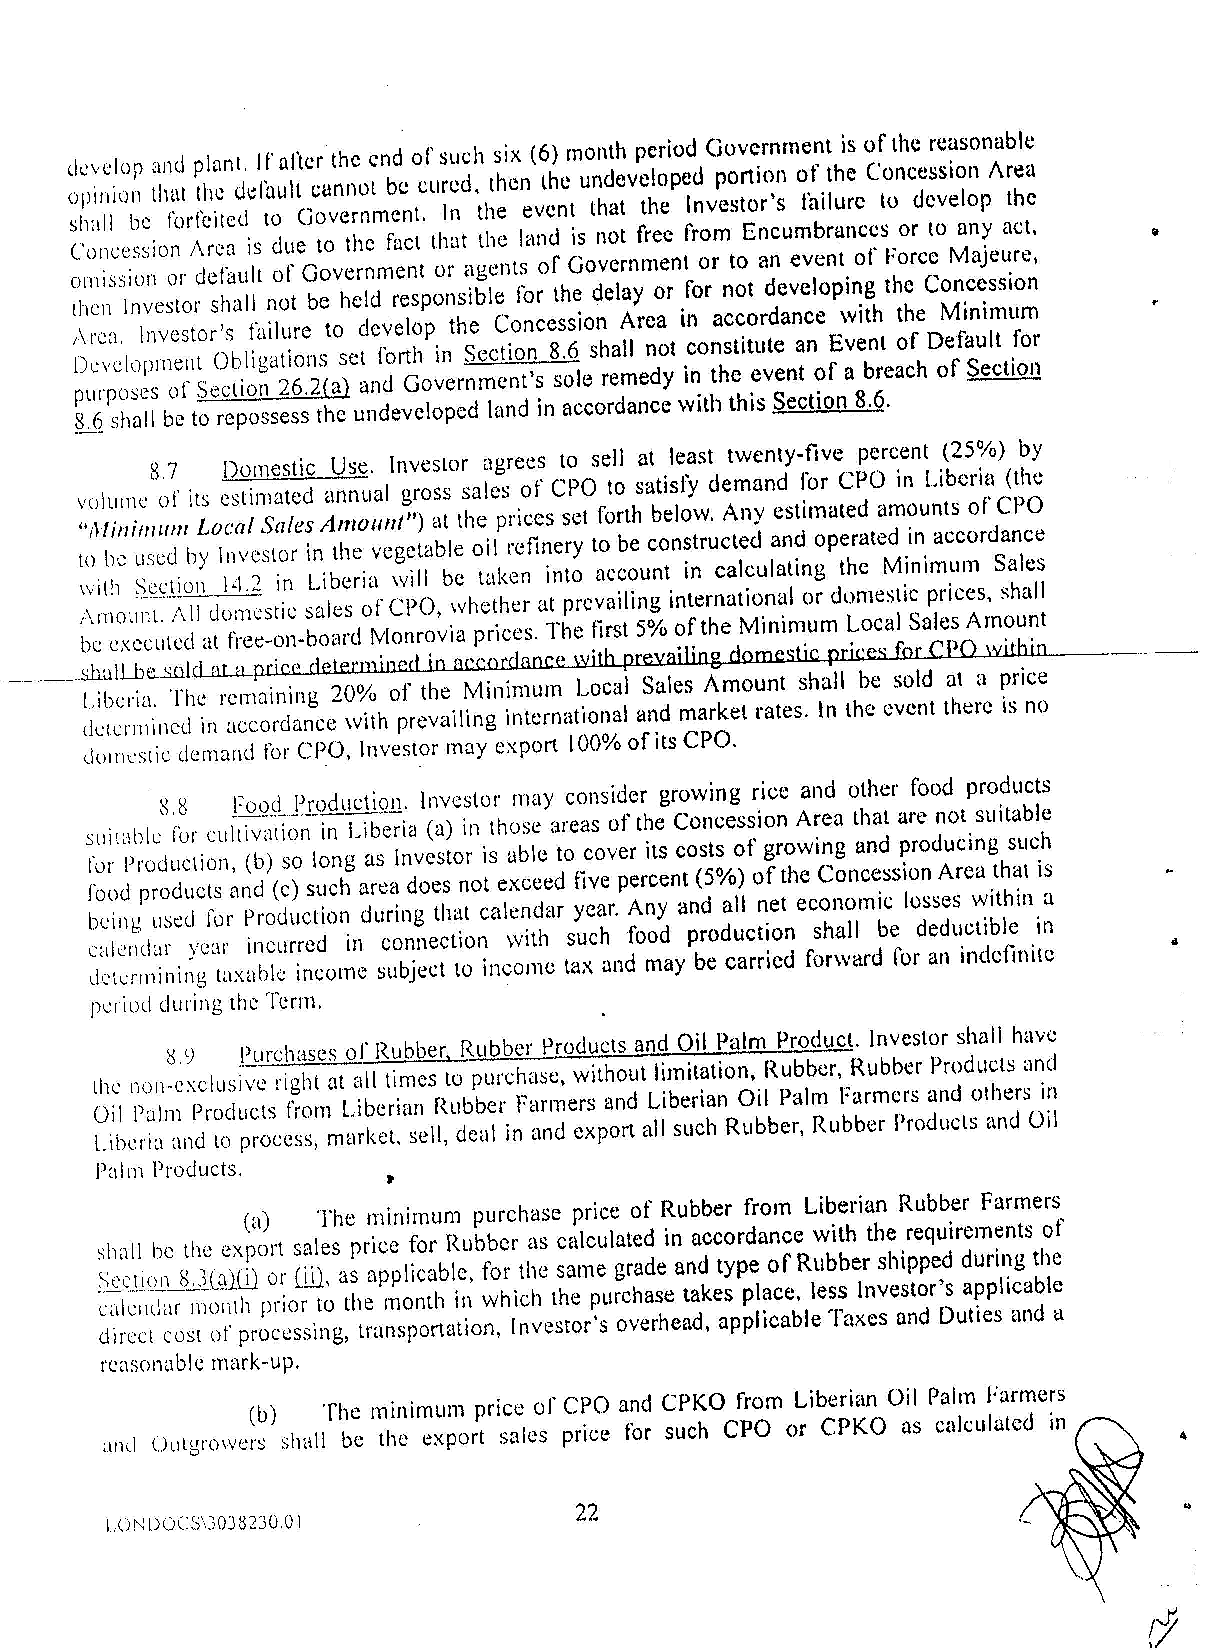 develop and plant. If after the end of such six (6) month period Government is of the reasonable
opinion that the default cannot be cured, then the undeveloped portion of the Concession Area
shall be forfeited to Government. In the event that the Investor's failure to develop the
Concession Area is due to the fact that the land is not free from Encumbrances or to any act,
omission or default of Government or agents of Government or to an event of Force Majeure,
then Investor shall not be held responsible for the delay or for not developing the Concession
Area. Investor's failure to develop the Concession Area in accordance with the Minimum
Development Obligations set forth in Section 8.6 shall not constitute an Event of Default for
purposes of Section 26.2(a) and Government's sole remedy in the event of a breach of Section
8.6 shall be to repossess the undeveloped land in accordance with this Section 8.6.
8.7 Domestic Use. Investor agrees to sell at least twenty-five percent (25%) by
volume of its estimated annual gross sales of CPO to satisfy demand for CPO in Liberia (the
"Minimum Local Sales Amount") at the prices set forth below. Any estimated amounts of CPO
to be used by Investor in the vegetable oil refinery to be constructed and operated in accordance
with Section 14.2 in Liberia will be taken into account in calculating the Minimum Sales
Amount. All domestic sales of CPO, whether at prevailing international or domestic prices, shall
be executed at free-on-board Monrovia prices. The first 5% of the Minimum Local Sales Amount
shall be sold at a price determined in accordance with prevailing domestic prices for CPO within
Liberia. The remaining 20% of the Minimum Local Sales Amount shall be sold at a price
determined in accordance with prevailing international and market rates. In the event there is no
domestic demand for CPO, Investor may export 100% of its CPO.
8.8 Food Production. Investor may consider growing rice and other food products
suitable for cultivation in Liberia (a) in those areas of the Concession Area that are not suitable
for Production, (b) so long as Investor is able to cover its costs of growing and producing such
food products and (c) such area does not exceed five percent (5%) of the Concession Area that is
being used for Production during that calendar year. Any and all net economic losses within a
calendar year incurred in connection with such food production shall be deductible in
determining taxable income subject to income tax and may be carried forward for an indefinite
period during the Term.
8.9 Purchases of Rubber, Rubber Products and Oil Palm Product. Investor shall have
the non-exclusive right at all times to purchase, without limitation, Rubber, Rubber Products and
Oil Palm Products from Liberian Rubber Farmers and Liberian Oil Palm Farmers and others in
Liberia and to process, market, sell, deal in and export all such Rubber, Rubber Products and Oil
Palm Products.
(a) The minimum purchase price of Rubber from Liberian Rubber Farmers
shall be the export sales price for Rubber as calculated in accordance with the requirements of
Section 8.3(a)(i) or (ii), as applicable, for the same grade and type of Rubber shipped during the
calendar month prior to the month in which the purchase takes place, less Investor's applicable
direct cost of processing, transportation, Investor's overhead, applicable Taxes and Duties and a
reasonable mark-up.
(b) The minimum price of CPO and CPKO from Liberian Oil Palm Farmers
and Outgrowers shall be the export sales price for such CPO or CPKO as calculated in
22
LONDOCS\3038230.01